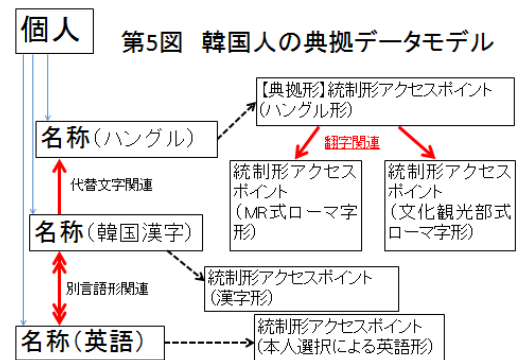 個人
第5図　韓国人の典拠データモデル
【典拠形】統制形アクセスポイント
(ハングル形)
名称(ハングル)
翻字関連
代替文字関連
統制形アクセス
ポイント
(MR式ローマ字
形)
統制形アクセス
ポイント
(文化観光部式
ローマ字形)
名称(韓国漢字)
別言語形関連
統制形アクセスポイント
(漢字形)
名称(英語)
統制形アクセスポイント
(本人選択による英語形)